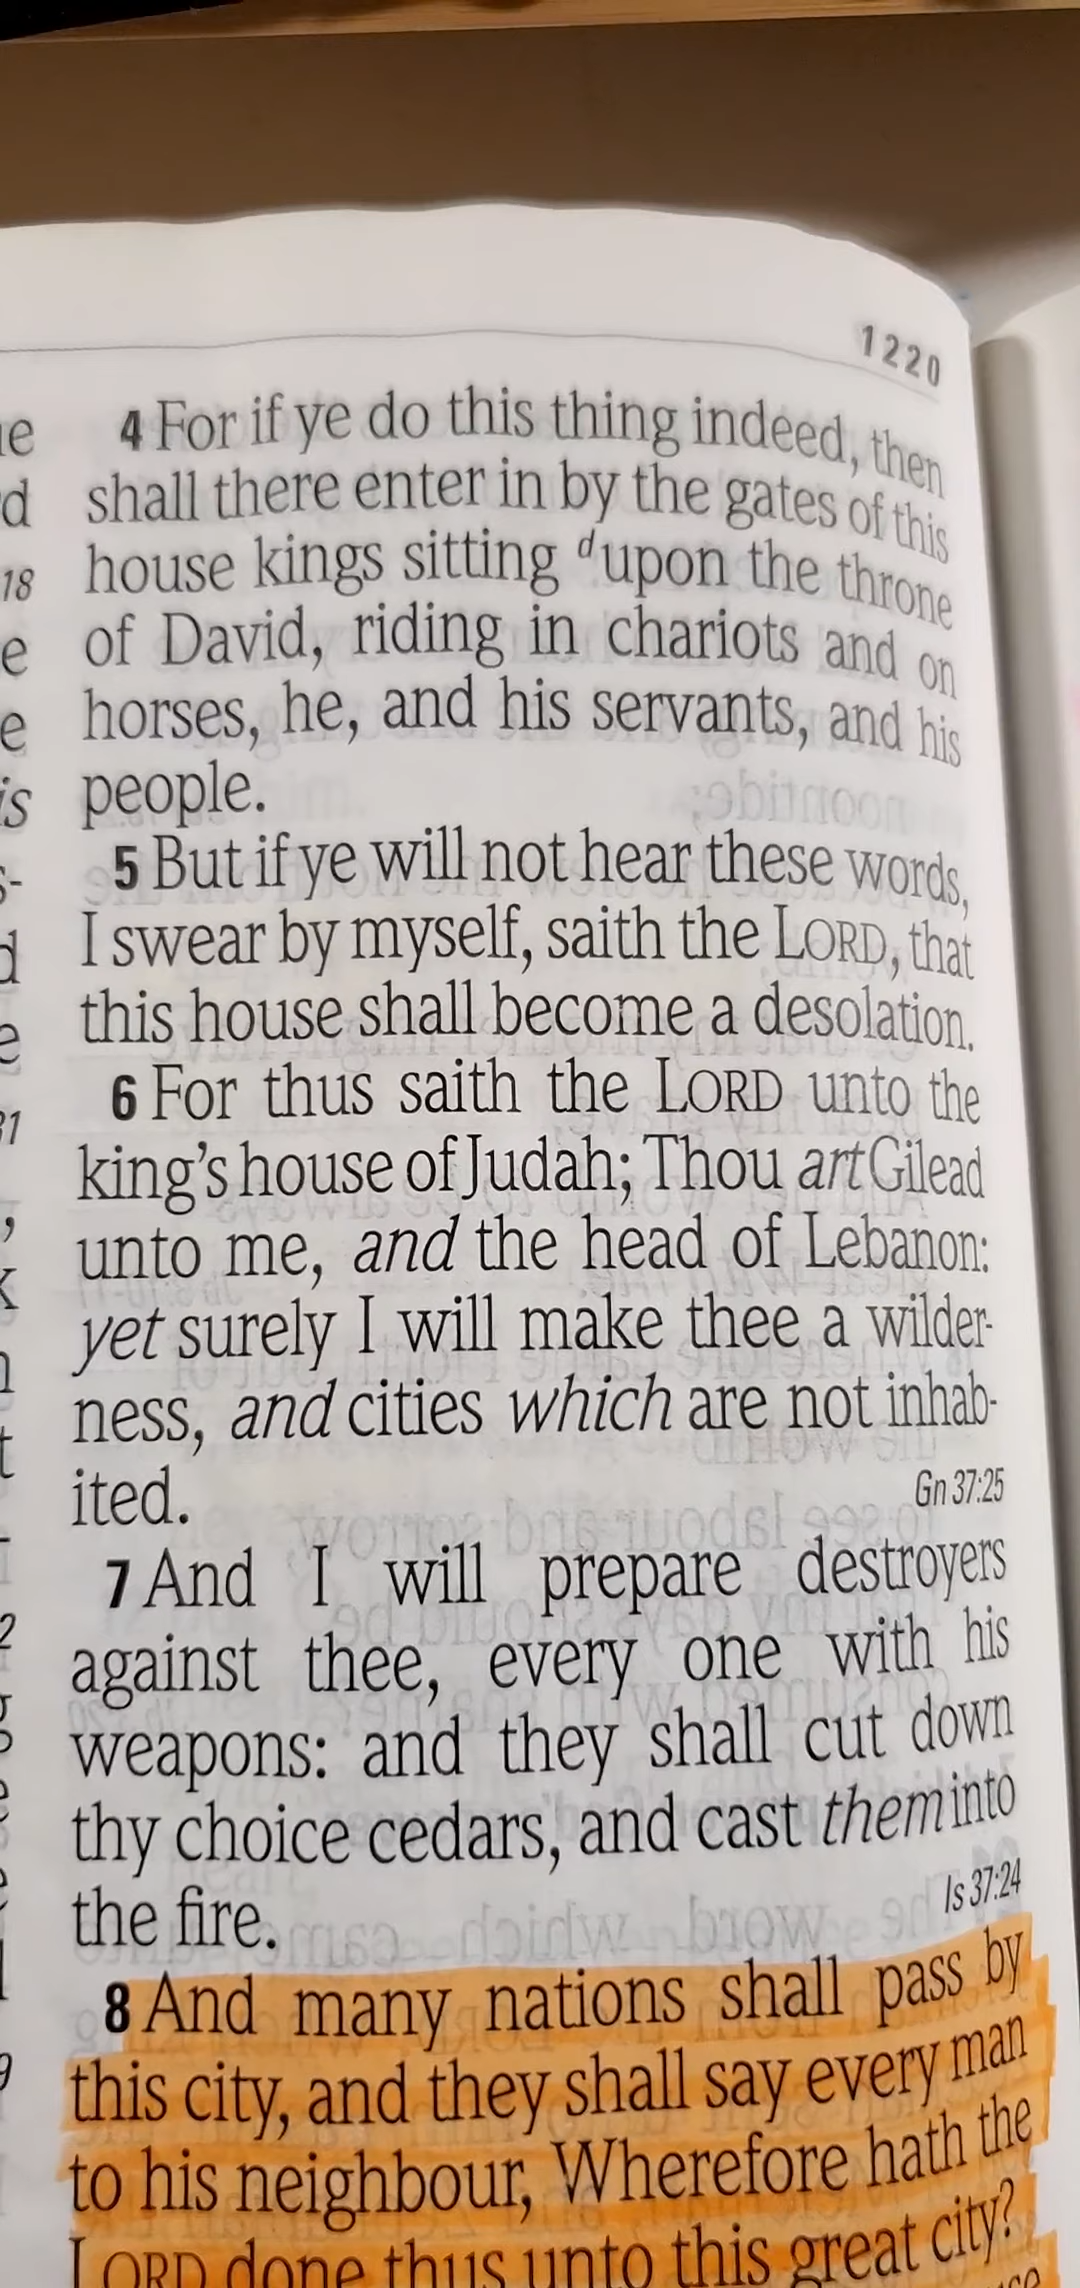 1220
4 For if ye do this thing indeed, then
shall there enter in by the gates of this
house kings sitting ᵈupon the throne
of David, riding in chariots and on
horses, he, and his servants, and his
people.
5 But if ye will not hear these words,
I swear by myself, saith the LORD, that
this house shall become a desolation.
6 For thus saith the LORD unto the
king's house of Judah; Thou art Gilead
unto me, and the head of Lebanon:
yet surely I will make thee a wilder-
ness, and cities which are not inhab-
ited. Gn 37:25
7 And I will prepare destroyers
against thee, every one with his
weapons: and they shall cut down
thy choice cedars, and cast them into
the fire. Is 37:24
8 And many nations shall pass by
this city, and they shall say every man
to his neighbour, Wherefore hath the
LORD done thus unto this great city?